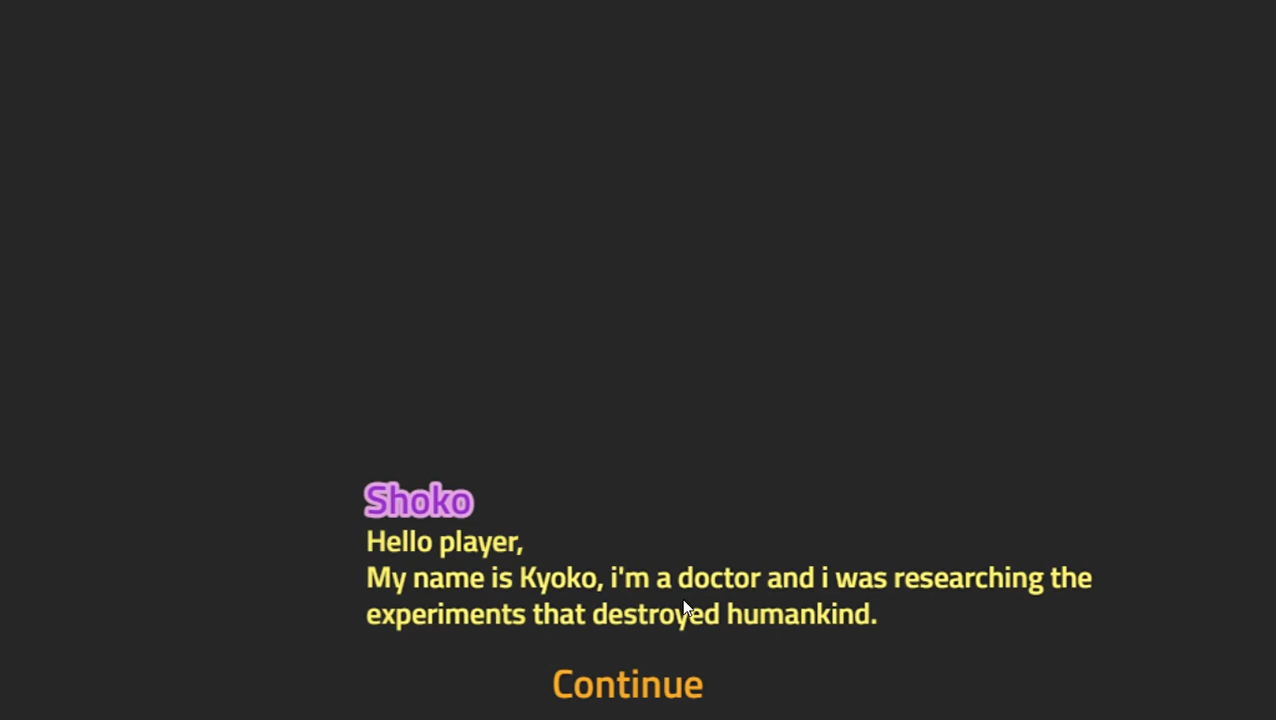 Shoko
Hello player,
My name is Kyoko, i'm a doctor and i was researching the
experiments that destroyed humankind.
Continue